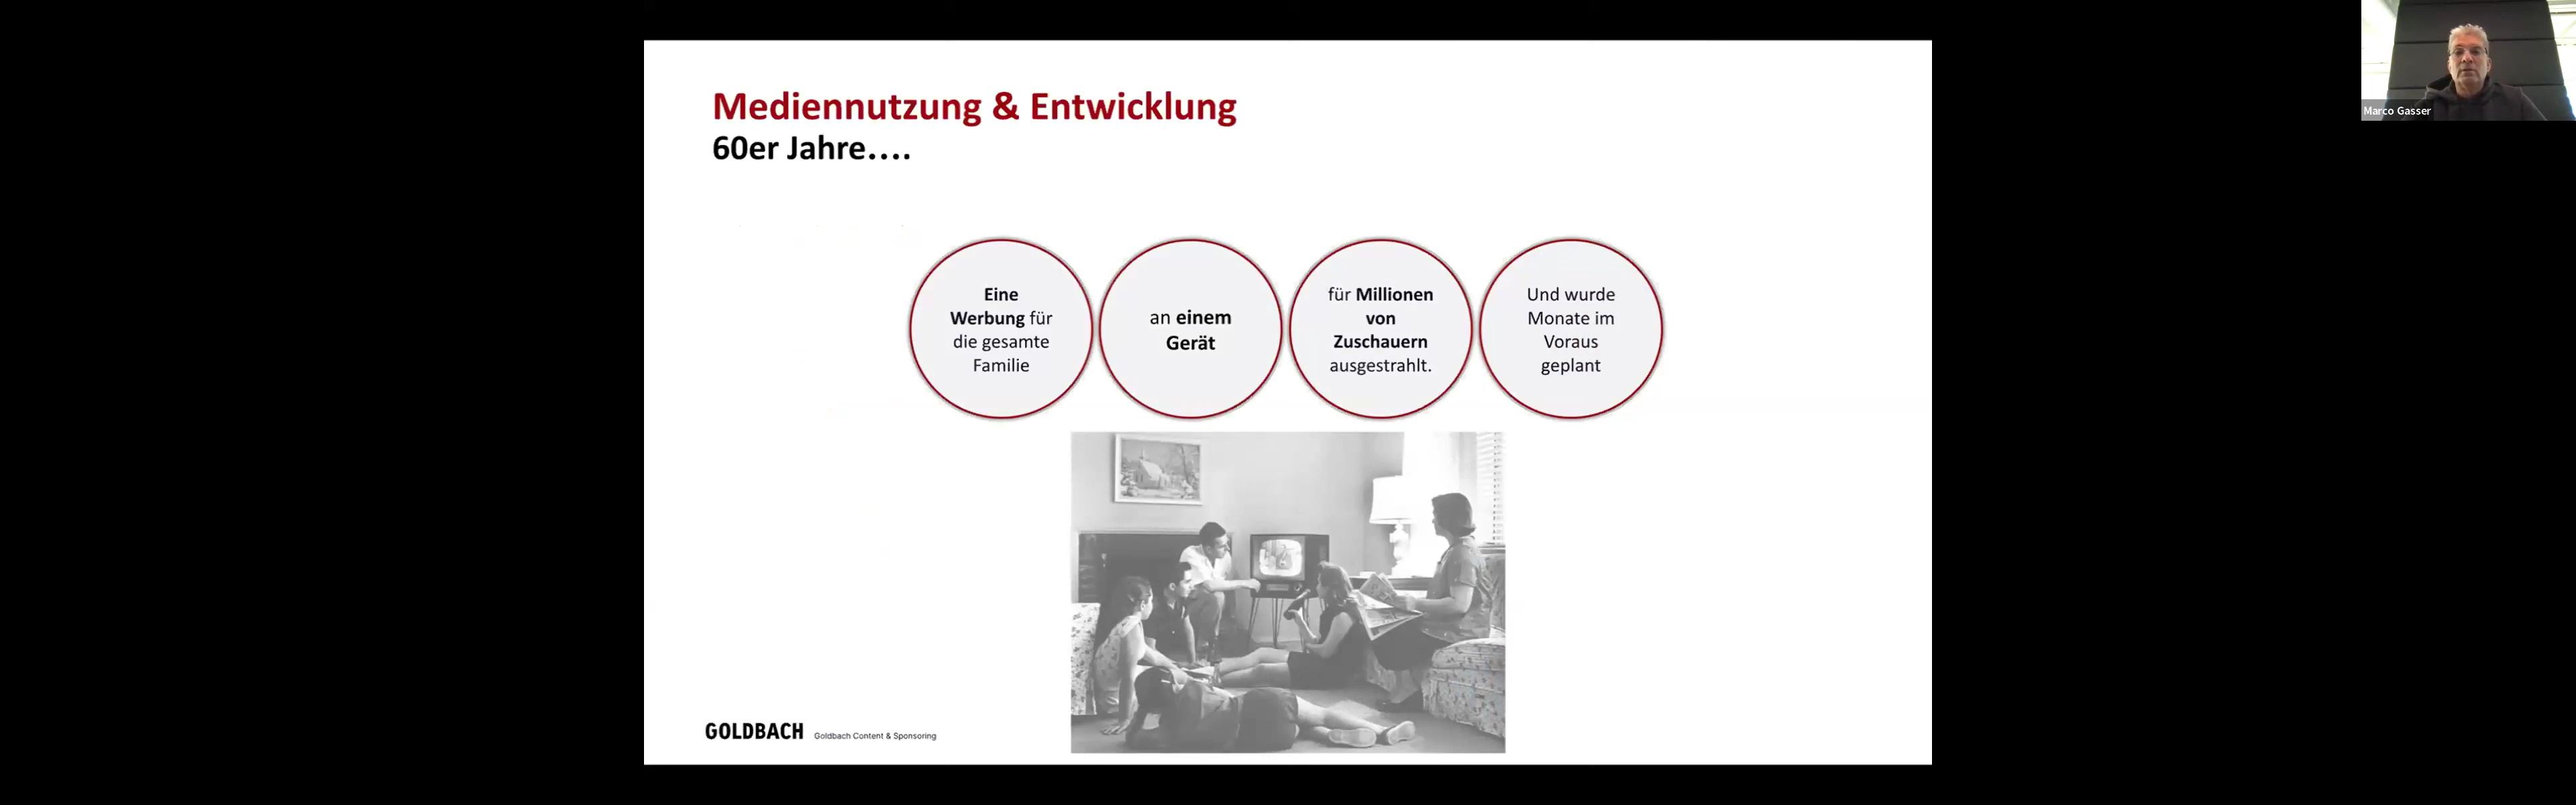 Mediennutzung & Entwicklung
60er Jahre....
Eine
Werbung für
die gesamte
Familie
an einem
Gerät
für Millionen
von
Zuschauern
ausgestrahlt.
Und wurde
Monate im
Voraus
geplant
GOLDBACH Goldbach Content & Sponsoring
Marco Gasser